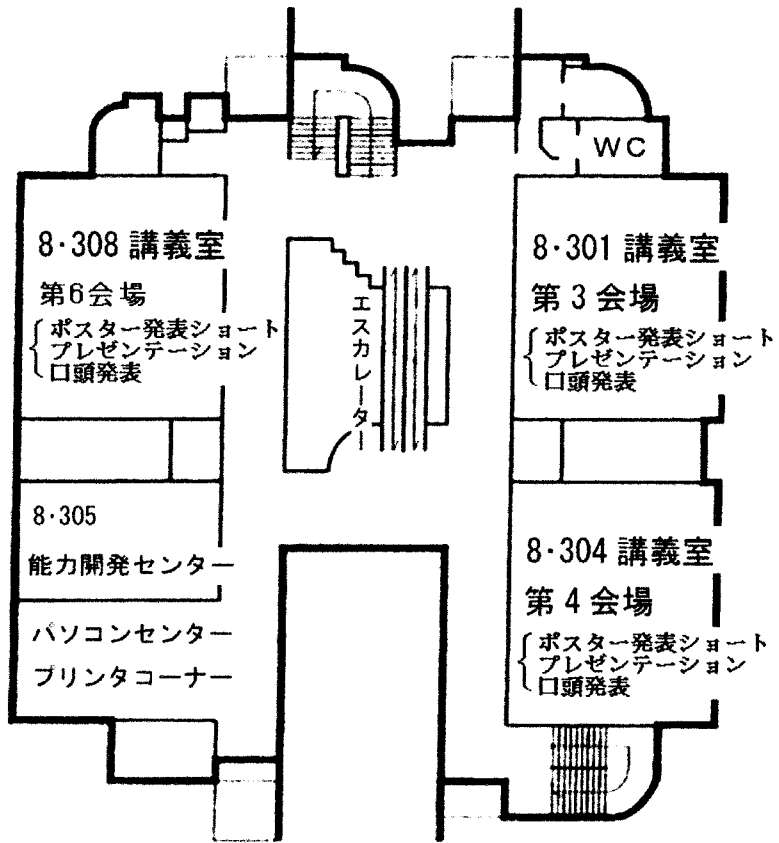 WC
8・308 講義室
第6会場
ポスター発表ショート
プレゼンテーション
口頭発表
エスカレーター
8・301 講義室
第3会場
ポスター発表ショート
プレゼンテーション
口頭発表
8・305
能力開発センター
パソコンセンター
プリンタコーナー
8・304 講義室
第4会場
ポスター発表ショート
プレゼンテーション
口頭発表